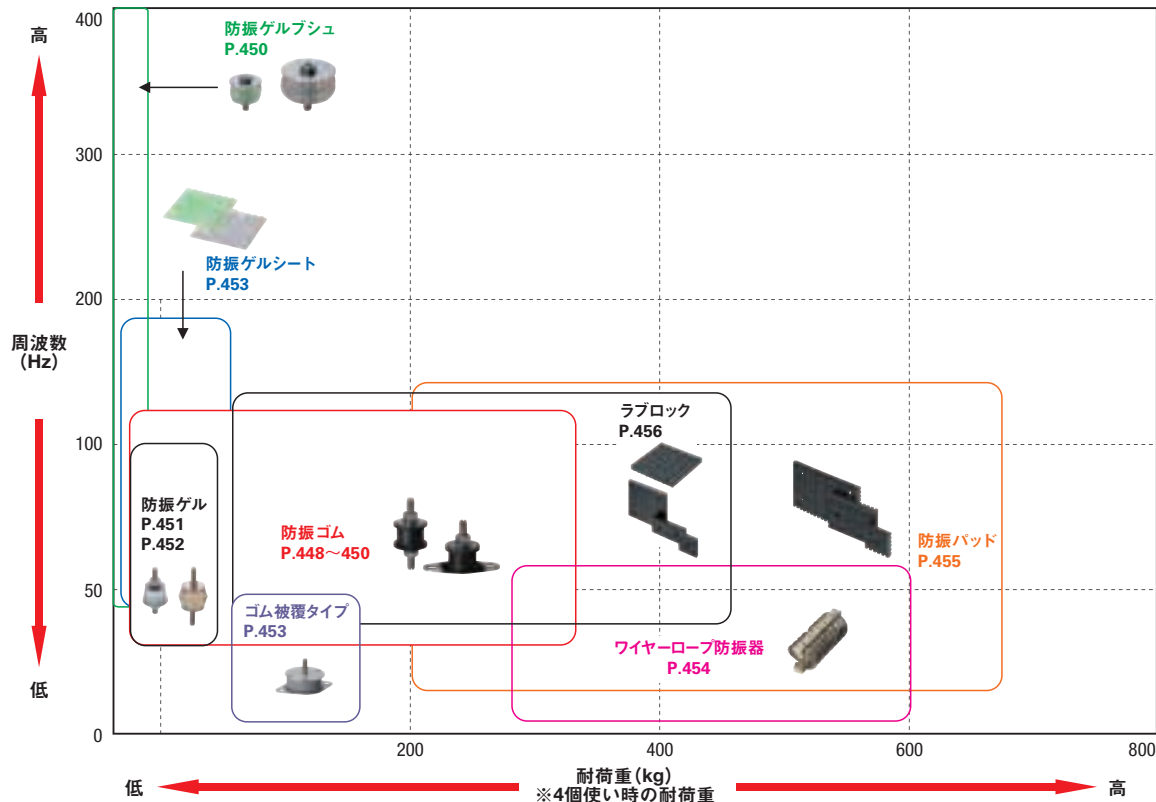 400
高
防振ゲルブシュ
P.450
300
防振ゲルシート
P.453
200
周波数
(Hz)
ラブロック
P.456
100
防振ゲル
P.451
P.452
防振ゴム
P.448〜450
防振パッド
P.455
50
ゴム被覆タイプ
P.453
ワイヤーロープ防振器
P.454
低
0
200
400
600
800
低
耐荷重(kg)
※4個使い時の耐荷重
高